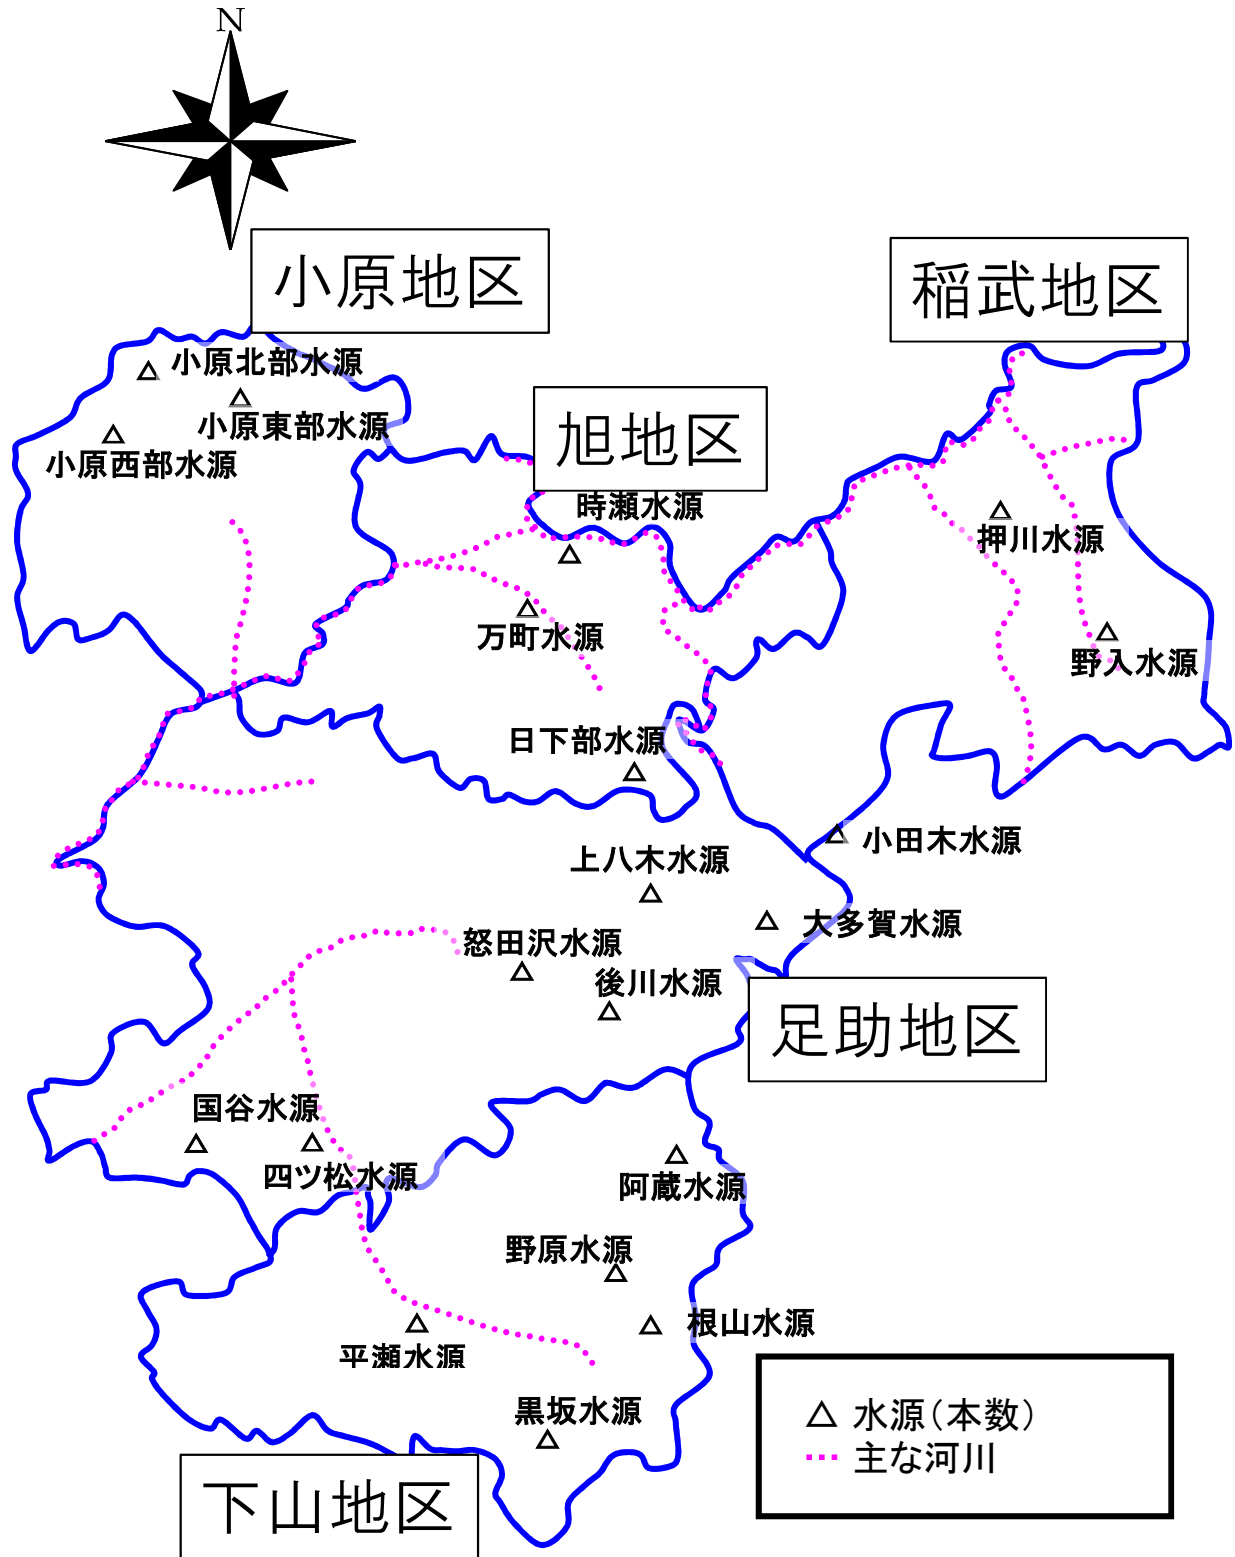 N
小原地区
稲武地区
小原北部水源
小原東部水源
小原西部水源
旭地区
時瀬水源
押川水源
万町水源
野入水源
日下部水源
小田木水源
上八木水源
大多賀水源
怒田沢水源
後川水源
足助地区
国谷水源
四ツ松水源
阿蔵水源
野原水源
根山水源
平瀬水源
黒坂水源
下山地区
水源(本数)
主な河川